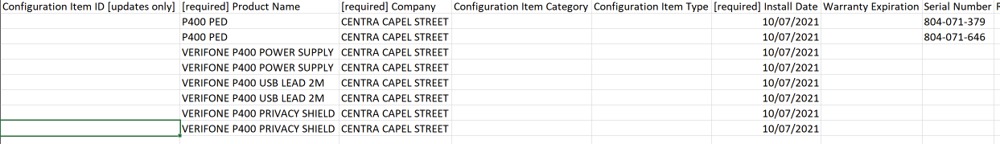 Configuration Item ID [updates only] [required] Product Name [required] Company Configuration Item Category Configuration Item Type [required] Install Date Warranty Expiration Serial Number
P400 PED CENTRA CAPEL STREET 10/07/2021 804-071-379
P400 PED CENTRA CAPEL STREET 10/07/2021 804-071-646
VERIFONE P400 POWER SUPPLY CENTRA CAPEL STREET 10/07/2021
VERIFONE P400 POWER SUPPLY CENTRA CAPEL STREET 10/07/2021
VERIFONE P400 USB LEAD 2M CENTRA CAPEL STREET 10/07/2021
VERIFONE P400 USB LEAD 2M CENTRA CAPEL STREET 10/07/2021
VERIFONE P400 PRIVACY SHIELD CENTRA CAPEL STREET 10/07/2021
VERIFONE P400 PRIVACY SHIELD CENTRA CAPEL STREET 10/07/2021